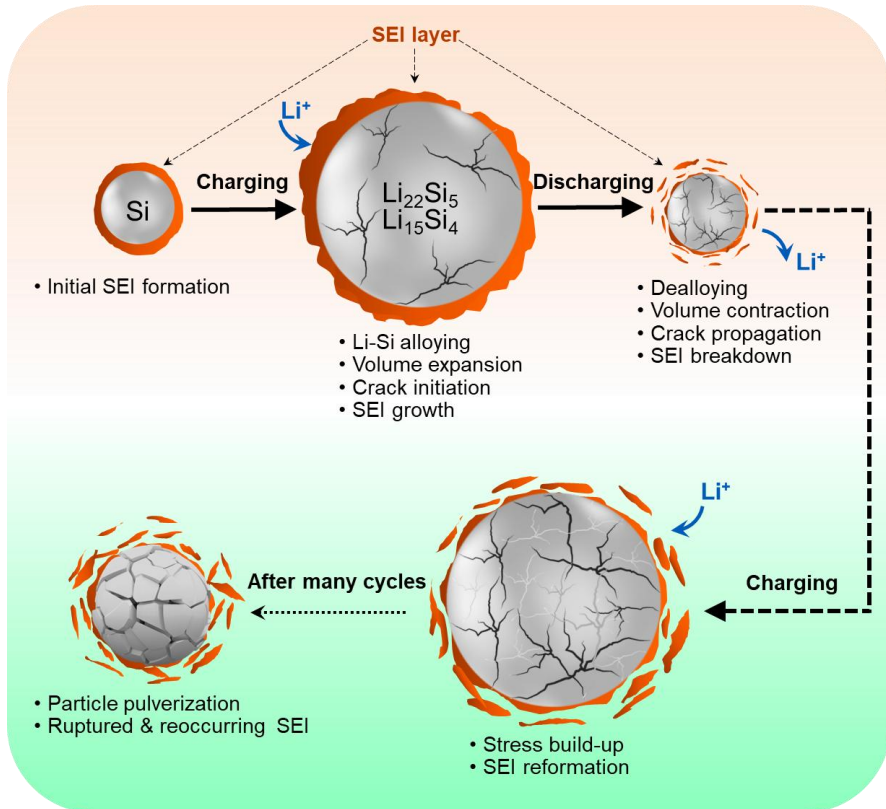 SEI layer
Li⁺
Charging
Discharging
Si
Li₂₂Si₅
Li₁₅Si₄
Li⁺
• Initial SEI formation
• Li-Si alloying
• Volume expansion
• Crack initiation
• SEI growth
• Dealloying
• Volume contraction
• Crack propagation
• SEI breakdown
Li⁺
Charging
After many cycles
• Particle pulverization
• Ruptured & reoccurring SEI
• Stress build-up
• SEI reformation